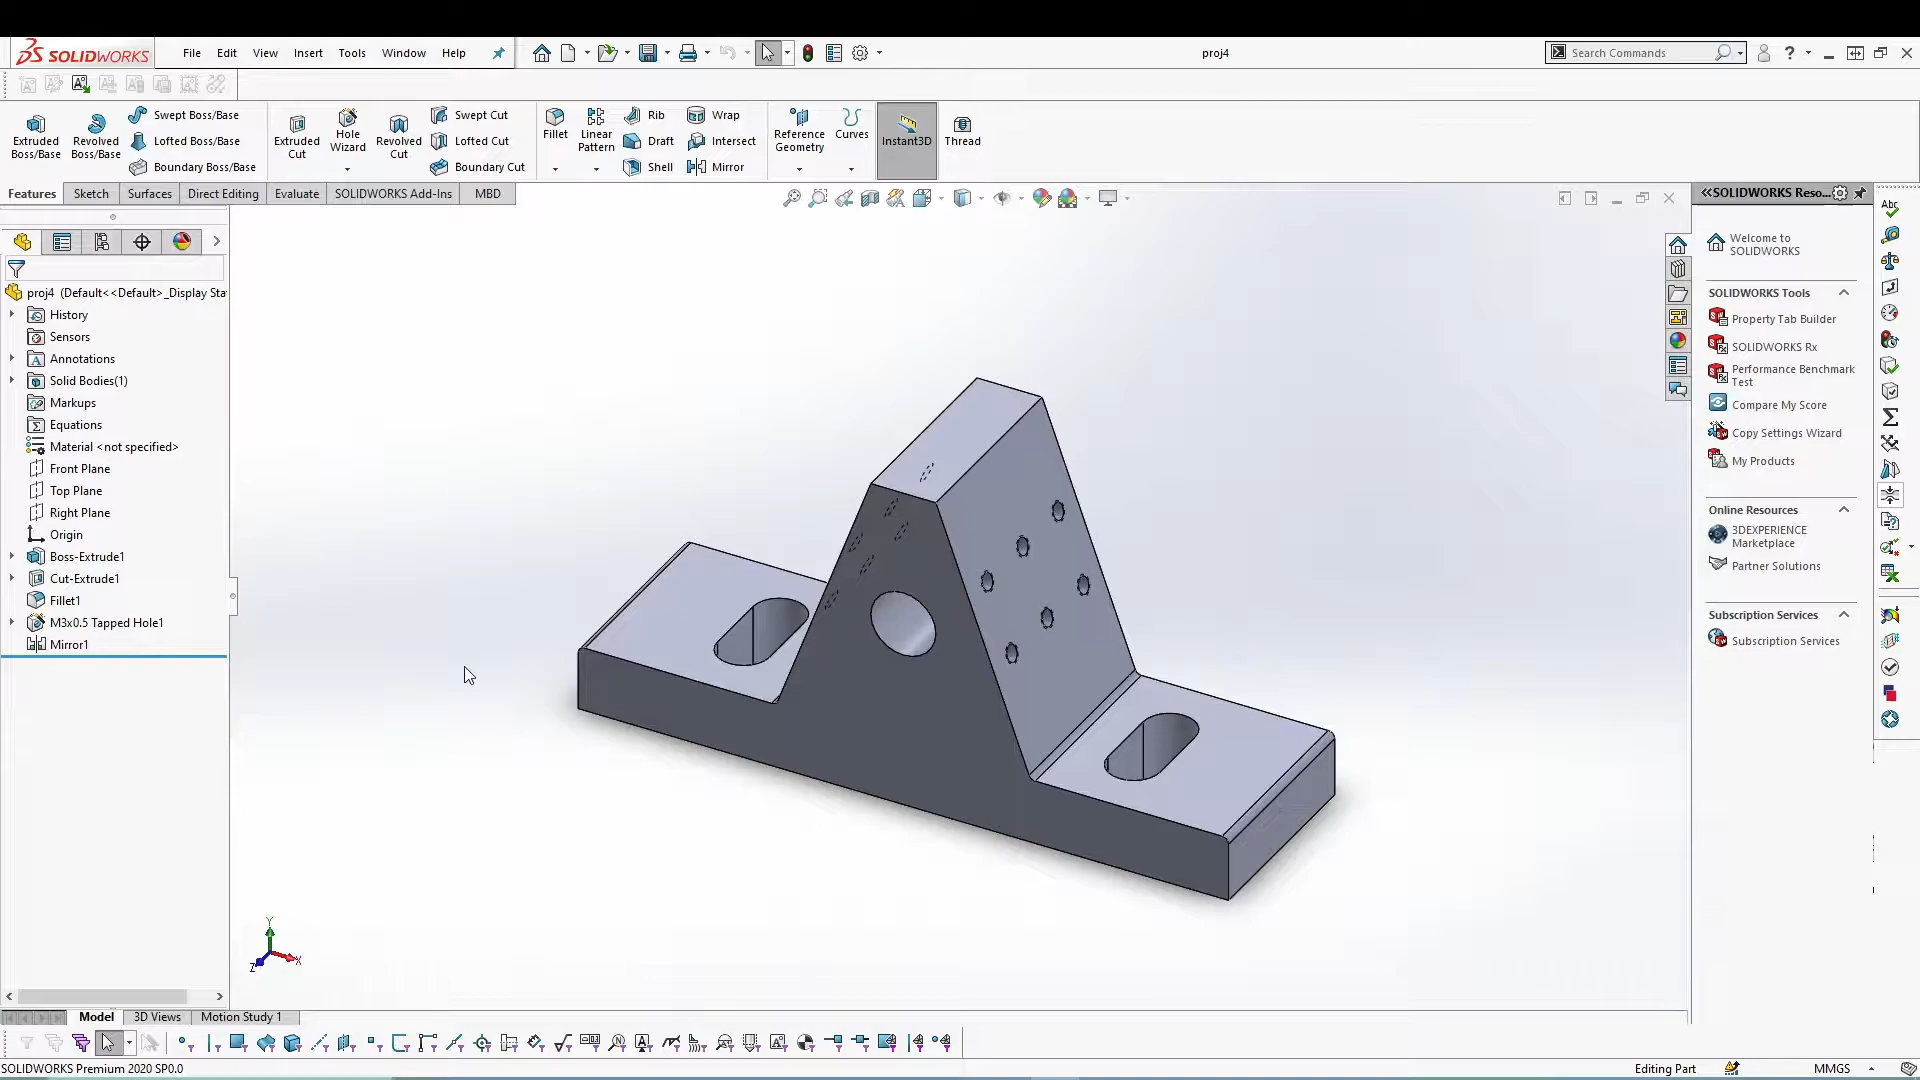 SOLIDWORKS File Edit View Insert Tools Window Help proj4 Search Commands
Extruded Boss/Base
Revolved Boss/Base
Swept Boss/Base
Lofted Boss/Base
Boundary Boss/Base
Extruded Cut
Hole Wizard
Revolved Cut
Swept Cut
Lofted Cut
Boundary Cut
Fillet
Linear Pattern
Rib
Draft
Shell
Wrap
Intersect
Mirror
Reference Geometry
Curves
Instant3D
Thread
Features Sketch Surfaces Direct Editing Evaluate SOLIDWORKS Add-Ins MBD
proj4 (Default<<Default>_Display Sta
History
Sensors
Annotations
Solid Bodies(1)
Markups
Equations
Material <not specified>
Front Plane
Top Plane
Right Plane
Origin
Boss-Extrude1
Cut-Extrude1
Fillet1
M3x0.5 Tapped Hole1
Mirror1
Y
X
Z
SOLIDWORKS Reso...
Welcome to
SOLIDWORKS
SOLIDWORKS Tools
Property Tab Builder
SOLIDWORKS Rx
Performance Benchmark
Test
Compare My Score
Copy Settings Wizard
My Products
Online Resources
3DEXPERIENCE
Marketplace
Partner Solutions
Subscription Services
Subscription Services
Abc
Model 3D Views Motion Study 1
SOLIDWORKS Premium 2020 SP0.0 Editing Part MMGS